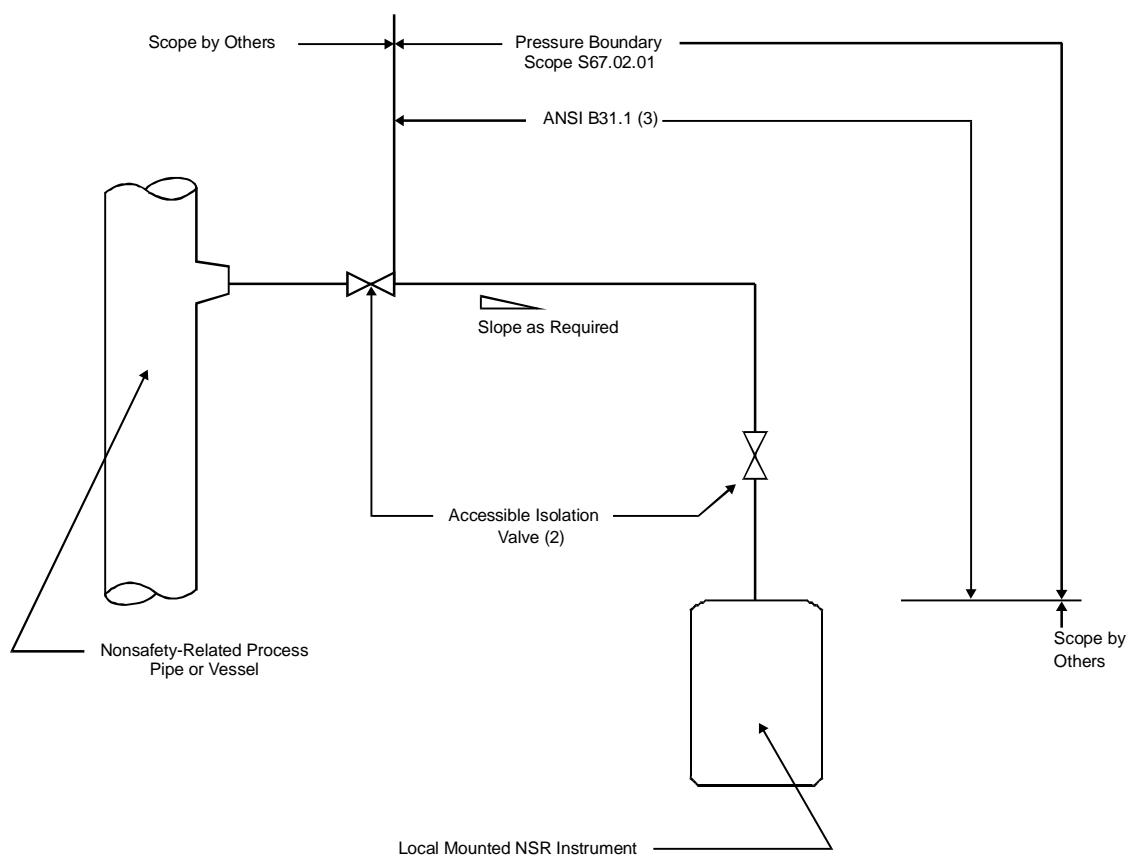 Scope by Others
Pressure Boundary
Scope S67.02.01
ANSI B31.1 (3)
Slope as Required
Accessible Isolation
Valve (2)
Nonsafety-Related Process
Pipe or Vessel
Scope by
Others
Local Mounted NSR Instrument